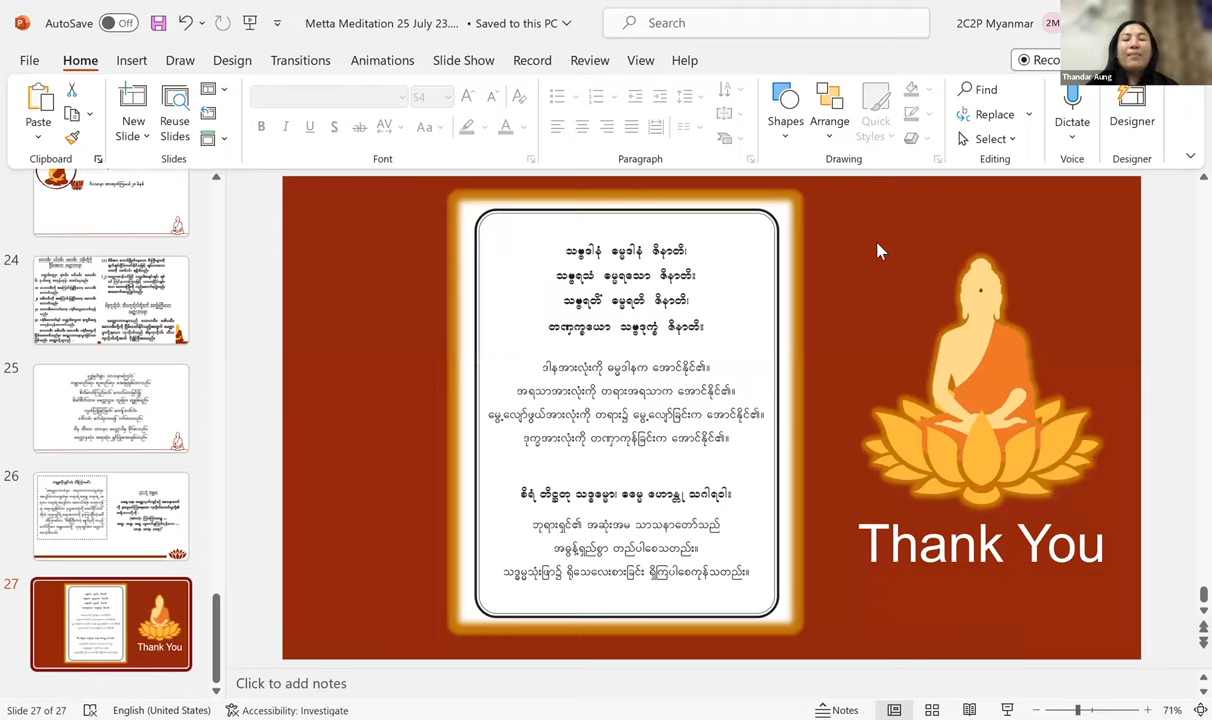 AutoSave
Off
Metta Meditation 25 July 23.... • Saved to this PC
Search
2C2P Myanmar
2M
File
Home
Insert
Draw
Design
Transitions
Animations
Slide Show
Record
Review
View
Help
Reco
Thandar Aung
Paste
New Slide
Reuse Slides
54
Aa
Shapes
Arrange
Quick Styles
Find
Replace
Select
Dictate
Designer
Clipboard
Slides
Font
Paragraph
Drawing
Editing
Voice
Designer
24
25
26
27
သဗ္ဗဒါနံ ဓမ္မဒါနံ ဇိနာတိ၊
သဗ္ဗရသံ ဓမ္မရသော ဇိနာတိ။
သဗ္ဗရတိံ ဓမ္မရတိ ဇိနာတိ၊
တဏှက္ခယော သဗ္ဗဒုက္ခံ ဇိနာတိ။
ဒါနအားလုံးကို ဓမ္မဒါနက အောင်နိုင်၏။
အရသာအားလုံးကို တရားအရသာက အောင်နိုင်၏။
မွေ့လျော်ဖွယ်အားလုံးကို တရား၌ မွေ့လျော်ခြင်းက အောင်နိုင်၏။
ဒုက္ခအားလုံးကို တဏှာကုန်ခြင်းက အောင်နိုင်၏။
စိရံ တိဋ္ဌတု သဒ္ဓမ္မော၊ ဓမ္မေ ဟောန္တု သဂါရဝါ။
ဘုရားရှင်၏ အဆုံးအမ သာသနာတော်သည်
အဓွန့်ရှည်စွာ တည်ပါစေသတည်း။
သဒ္ဓမ္မသုံးဖြာ၌ ရိုသေလေးစားခြင်း ရှိကြပါစေကုန်သတည်း။
Thank You
Thank You
Click to add notes
Slide 27 of 27
English (United States)
Accessibility: Investigate
Notes
71%